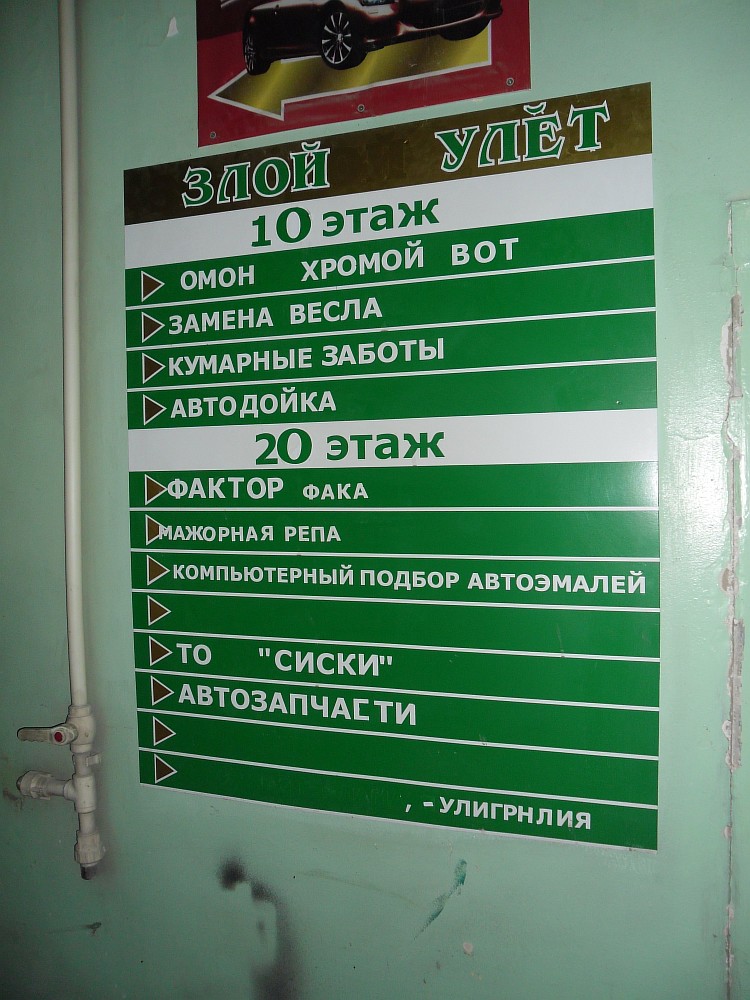 ЗЛОЙ УЛЁТ
10 этаж
ОМОН ХРОМОЙ ВОТ
ЗАМЕНА ВЕСЛА
КУМАРНЫЕ ЗАБОТЫ
АВТОДОЙКА
20 этаж
ФАКТОР ФАКА
МАЖОРНАЯ РЕПА
КОМПЬЮТЕРНЫЙ ПОДБОР АВТОЭМАЛЕЙ
ТО "СИСКИ"
АВТОЗАПЧАСТИ
, -УЛИГРНЛИЯ